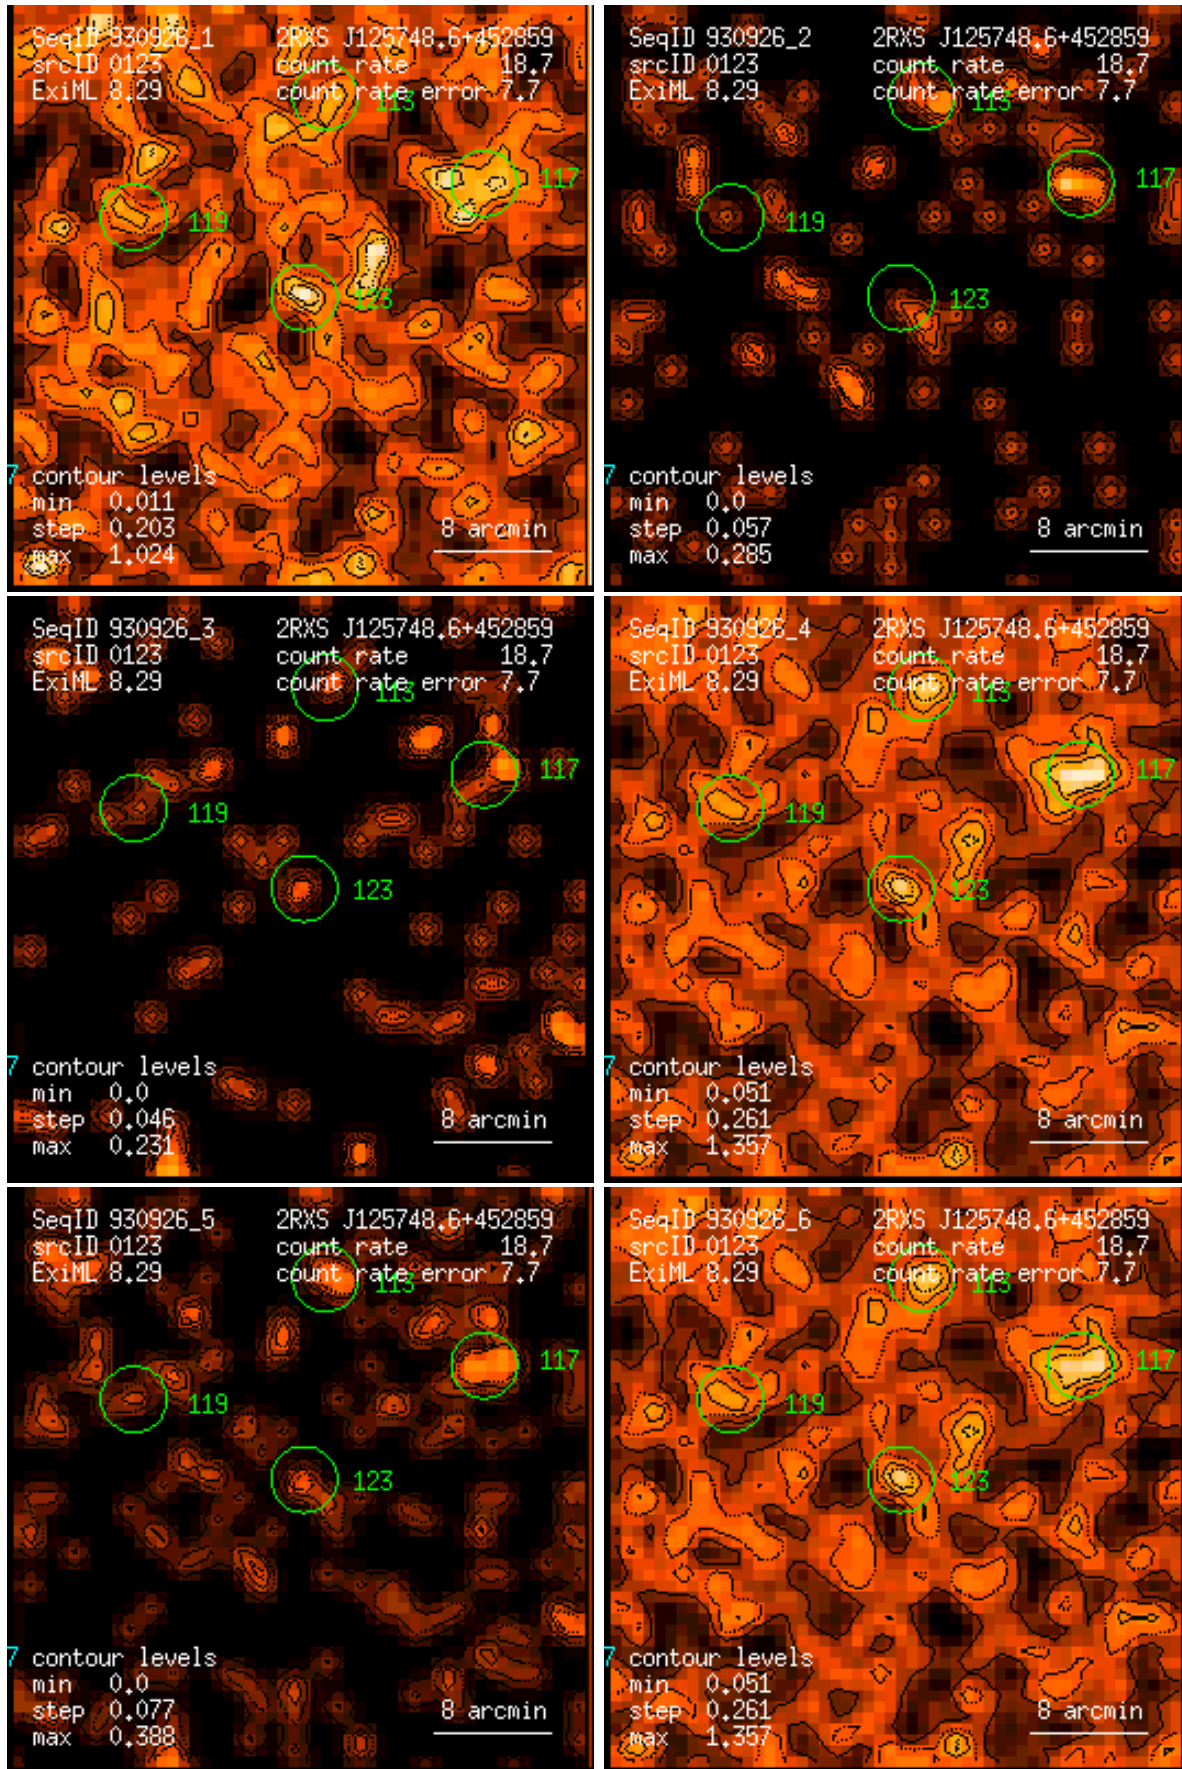 SeqID 930926_1 2RXS J125748.6+452859
srcID 0123 count rate 18.7
ExiML 8.29 count rate error 7.7
113
117
119
123
7 contour levels
min 0.011
step 0.203 8 arcmin
max 1.024
SeqID 930926_2 2RXS J125748.6+452859
srcID 0123 count rate 18.7
ExiML 8.29 count rate error 7.7
113
117
119
123
7 contour levels
min 0.0
step 0.057 8 arcmin
max 0.285
SeqID 930926_3 2RXS J125748.6+452859
srcID 0123 count rate 18.7
ExiML 8.29 count rate error 7.7
113
117
119
123
7 contour levels
min 0.0
step 0.046 8 arcmin
max 0.231
SeqID 930926_4 2RXS J125748.6+452859
srcID 0123 count rate 18.7
ExiML 8.29 count rate error 7.7
113
117
119
123
7 contour levels
min 0.051
step 0.261 8 arcmin
max 1.357
SeqID 930926_5 2RXS J125748.6+452859
srcID 0123 count rate 18.7
ExiML 8.29 count rate error 7.7
113
117
119
123
7 contour levels
min 0.0
step 0.077 8 arcmin
max 0.388
SeqID 930926_6 2RXS J125748.6+452859
srcID 0123 count rate 18.7
ExiML 8.29 count rate error 7.7
113
117
119
123
7 contour levels
min 0.051
step 0.261 8 arcmin
max 1.357